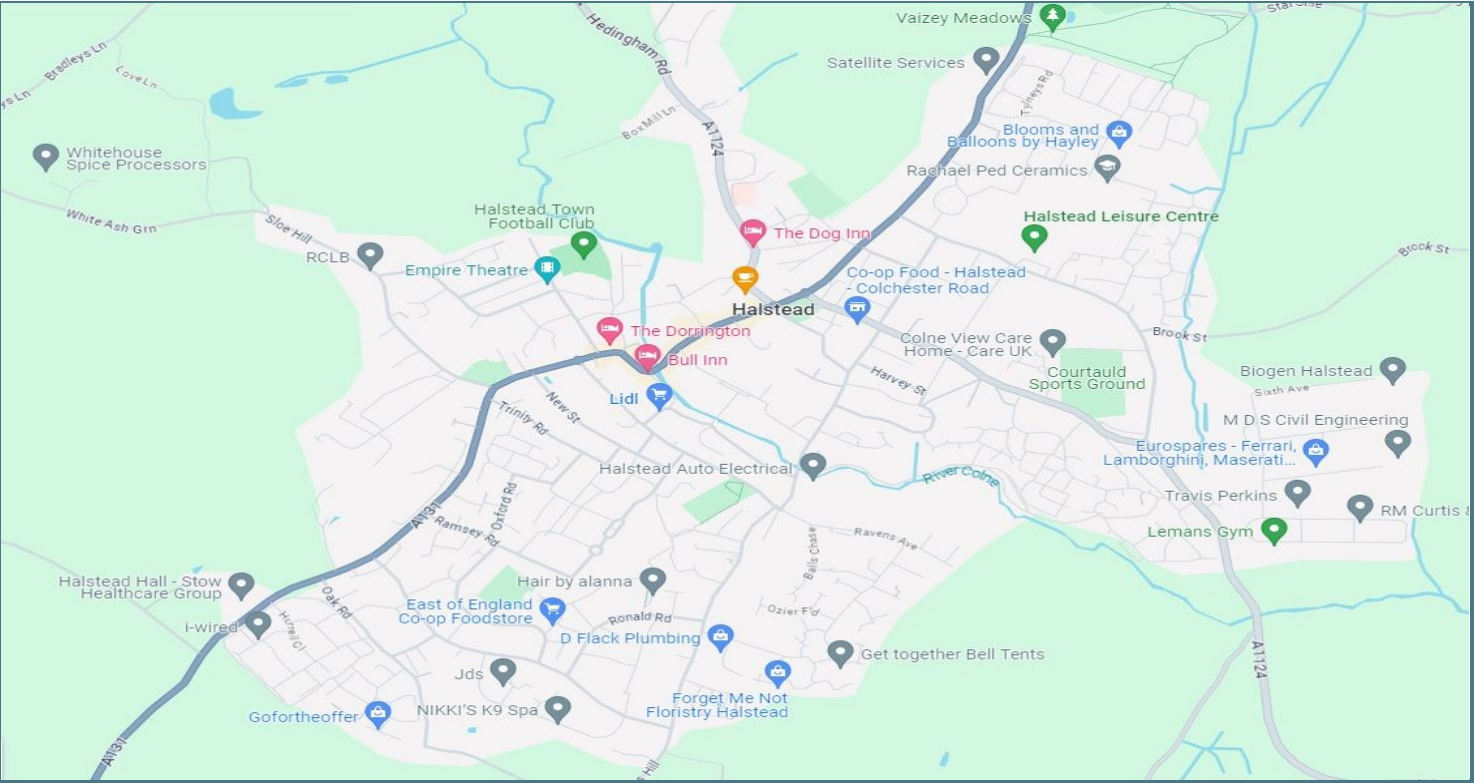 Vaizey Meadows
Star Stile
Hedingham Rd
Bradleys Ln
Love Ln
Satellite Services
Tylneys Rd
Box Mill Ln
A1124
Blooms and
Balloons by Hayley
Whitehouse
Spice Processors
Rachael Ped Ceramics
White Ash Grn
Sloe Hill
Halstead Town
Football Club
Halstead Leisure Centre
The Dog Inn
RCLB
Empire Theatre
Brook St
Co-op Food - Halstead
- Colchester Road
Halstead
The Dorrington
Brook St
Bull Inn
Colne View Care
Home - Care UK
Courtauld
Sports Ground
Harvey St
Biogen Halstead
Sixth Ave
Lidl
New St
Trinity Rd
M D S Civil Engineering
Eurospares - Ferrari,
Lamborghini, Maserati...
Halstead Auto Electrical
River Colne
Travis Perkins
RM Curtis &
Oxford Rd
A131
Ramsey Rd
Lemans Gym
Ravens Ave
Balls Chase
Halstead Hall - Stow
Healthcare Group
Hair by alanna
Oak Rd
East of England
Co-op Foodstore
Ronald Rd
Ozier F'd
i-wired
Hurrell Cl
D Flack Plumbing
Get together Bell Tents
A1124
Jds
Forget Me Not
Floristry Halstead
NIKKI'S K9 Spa
Gofortheoffer
A131
s Hill